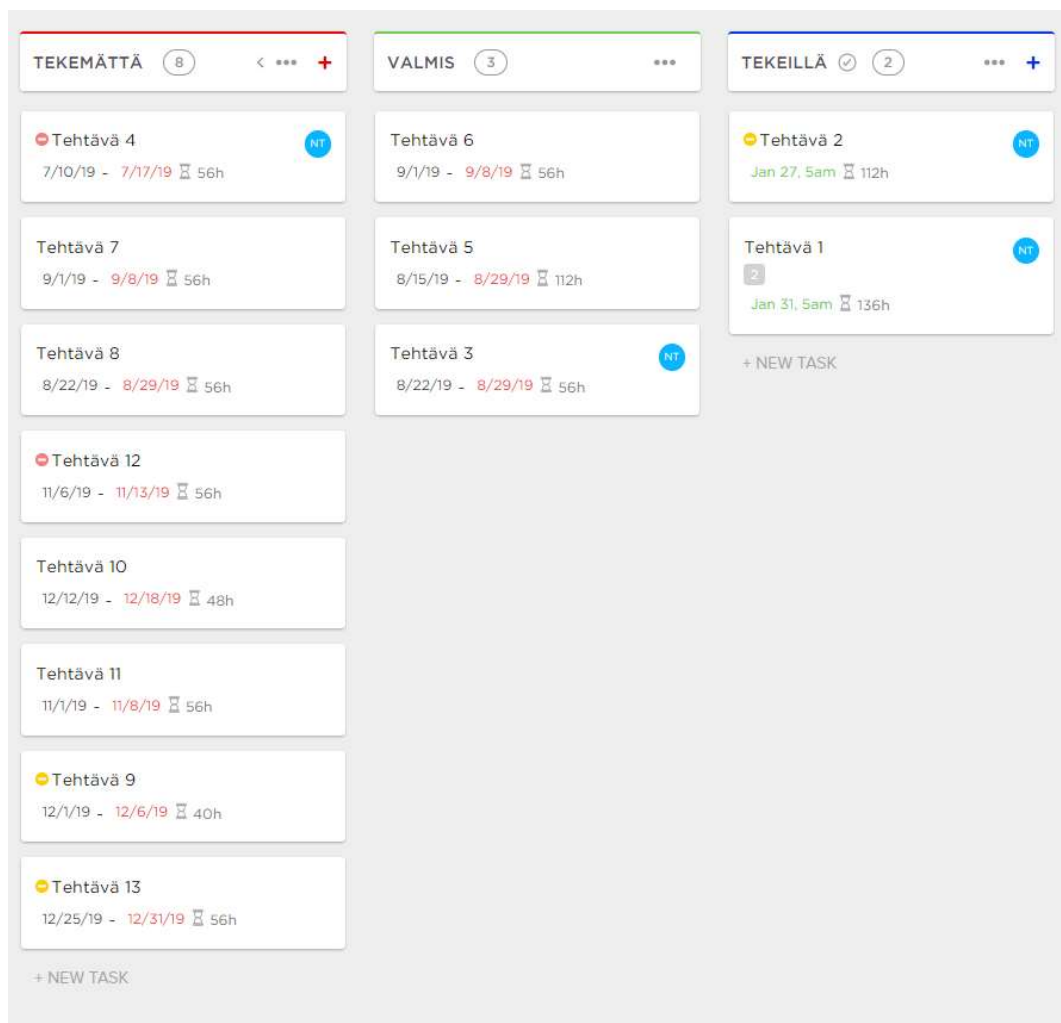 TEKEMÄTTÄ 8
Tehtävä 4 NT
7/10/19 - 7/17/19 56h
Tehtävä 7
9/1/19 - 9/8/19 56h
Tehtävä 8
8/22/19 - 8/29/19 56h
Tehtävä 12
11/6/19 - 11/13/19 56h
Tehtävä 10
12/12/19 - 12/18/19 48h
Tehtävä 11
11/1/19 - 11/8/19 56h
Tehtävä 9
12/1/19 - 12/6/19 40h
Tehtävä 13
12/25/19 - 12/31/19 56h
+ NEW TASK
VALMIS 3
Tehtävä 6
9/1/19 - 9/8/19 56h
Tehtävä 5
8/15/19 - 8/29/19 112h
Tehtävä 3 NT
8/22/19 - 8/29/19 56h
TEKEILLÄ 2
Tehtävä 2 NT
Jan 27, 5am 112h
Tehtävä 1 NT
2
Jan 31, 5am 136h
+ NEW TASK